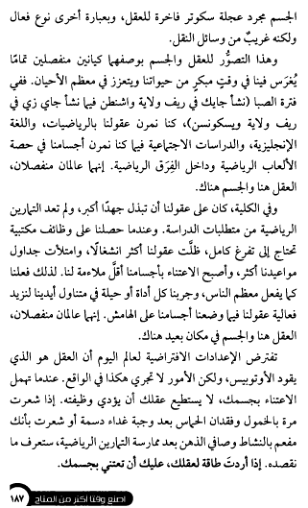 الجسم مجرد عجلة سكوتر فاخرة للعقل، وبعبارة أخرى نوع فعال
ولكنه غريبٌ من وسائل النقل.
وهذا التصوُّر للعقل والجسم بوصفهما كيانين منفصلين تمامًا
يُغرَس فينا في وقتٍ مبكرٍ من حيواتنا ويتعزز في معظم الأحيان. ففي
فترة الصبا (نشأ جايك في ريف ولاية واشنطن فيما نشأ جاي زي في
ريف ولاية ويسكونسن)، كنا نمرن عقولنا بالرياضيات، واللغة
الإنجليزية، والدراسات الاجتماعية فيما كنا نمرن أجسامنا في حصة
الألعاب الرياضية وداخل الفِرَق الرياضية. إنهما عالمان منفصلان،
العقل هنا والجسم هناك.
وفي الكلية، كان على عقولنا أن تبذل جهدًا أكبر، ولم تعد التمارين
الرياضية من متطلبات الدراسة. وعندما حصلنا على وظائف مكتبية
تحتاج إلى تفرغ كامل، ظلَّت عقولنا أكثر انشغالًا، وامتلأت جداول
مواعيدنا أكثر، وأصبح الاعتناء بأجسامنا أقلَّ ملاءمة لنا. لذلك فعلنا
كما يفعل معظم الناس، وجربنا كل أداة أو حيلة في متناول أيدينا لنزيد
فعالية عقولنا فيما وضعنا أجسامنا على الهامش. إنهما عالمان منفصلان،
العقل هنا والجسم في مكان بعيد هناك.
تفترض الإعدادات الافتراضية لعالم اليوم أن العقل هو الذي
يقود الأوتوبيس، ولكن الأمور لا تجري هكذا في الواقع. عندما تهمل
الاعتناء بجسمك، لا يستطيع عقلك أن يؤدي وظيفته. إذا شعرت
مرة بالخمول وفقدان الحماس بعد وجبة غداء دسمة أو شعرت بأنك
مفعم بالنشاط وصافي الذهن بعد ممارسة التمارين الرياضية، ستعرف ما
نقصده. إذا أردتَ طاقة لعقلك، عليك أن تعتني بجسمك.
اصنع وقتا أكثر من المتاح ١٨٧